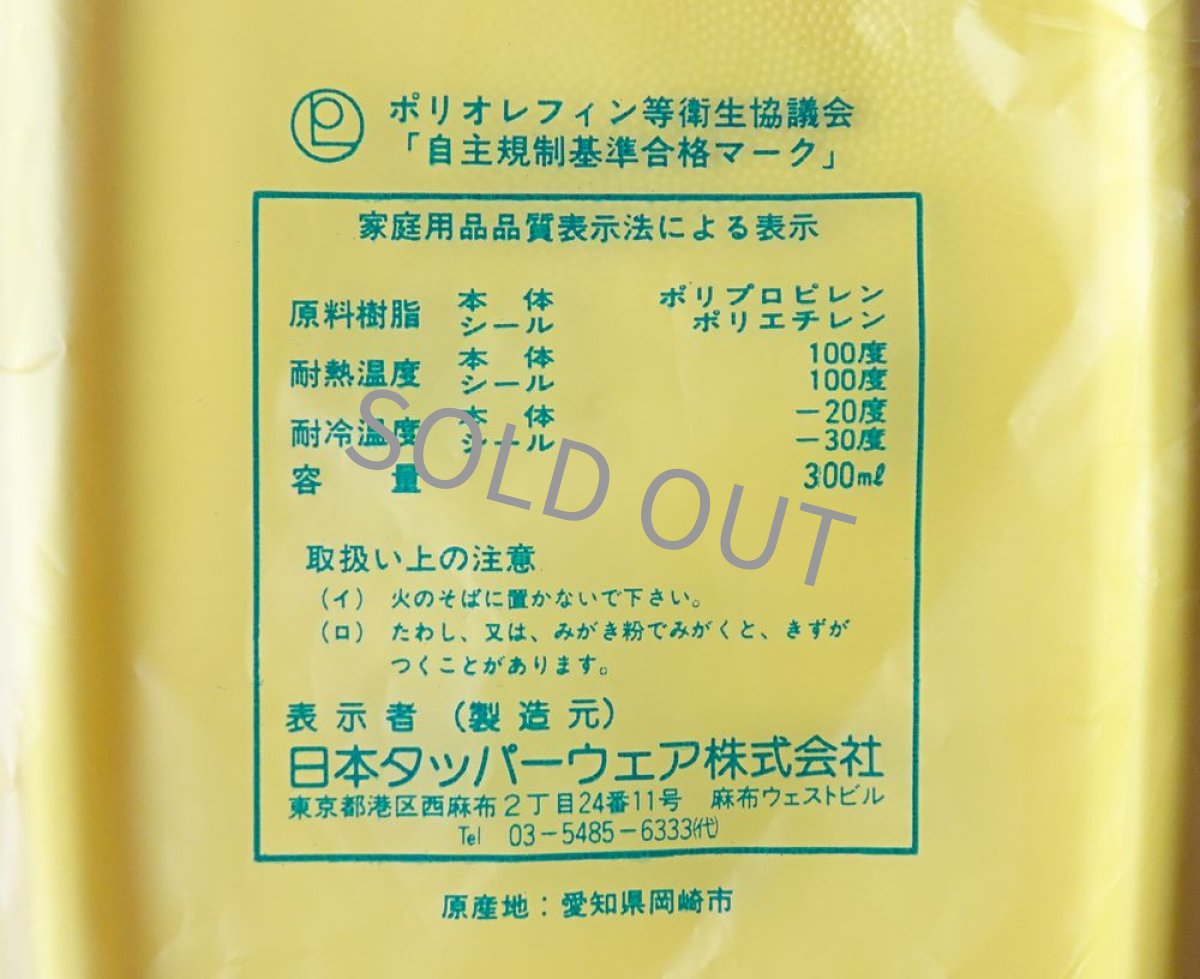 PL ポリオレフィン等衛生協議会
「自主規制基準合格マーク」
家庭用品品質表示法による表示
原料樹脂 本体 ポリプロピレン
シール ポリエチレン
耐熱温度 本体 100度
シール 100度
耐冷温度 本体 −20度
シール −30度
容量 300ml
SOLD OUT
取扱い上の注意
(イ) 火のそばに置かないで下さい。
(ロ) たわし、又は、みがき粉でみがくと、きずが
つくことがあります。
表示者(製造元)
日本タッパーウェア株式会社
東京都港区西麻布2丁目24番11号 麻布ウェストビル
Tel 03−5485−6333㈹
原産地:愛知県岡崎市